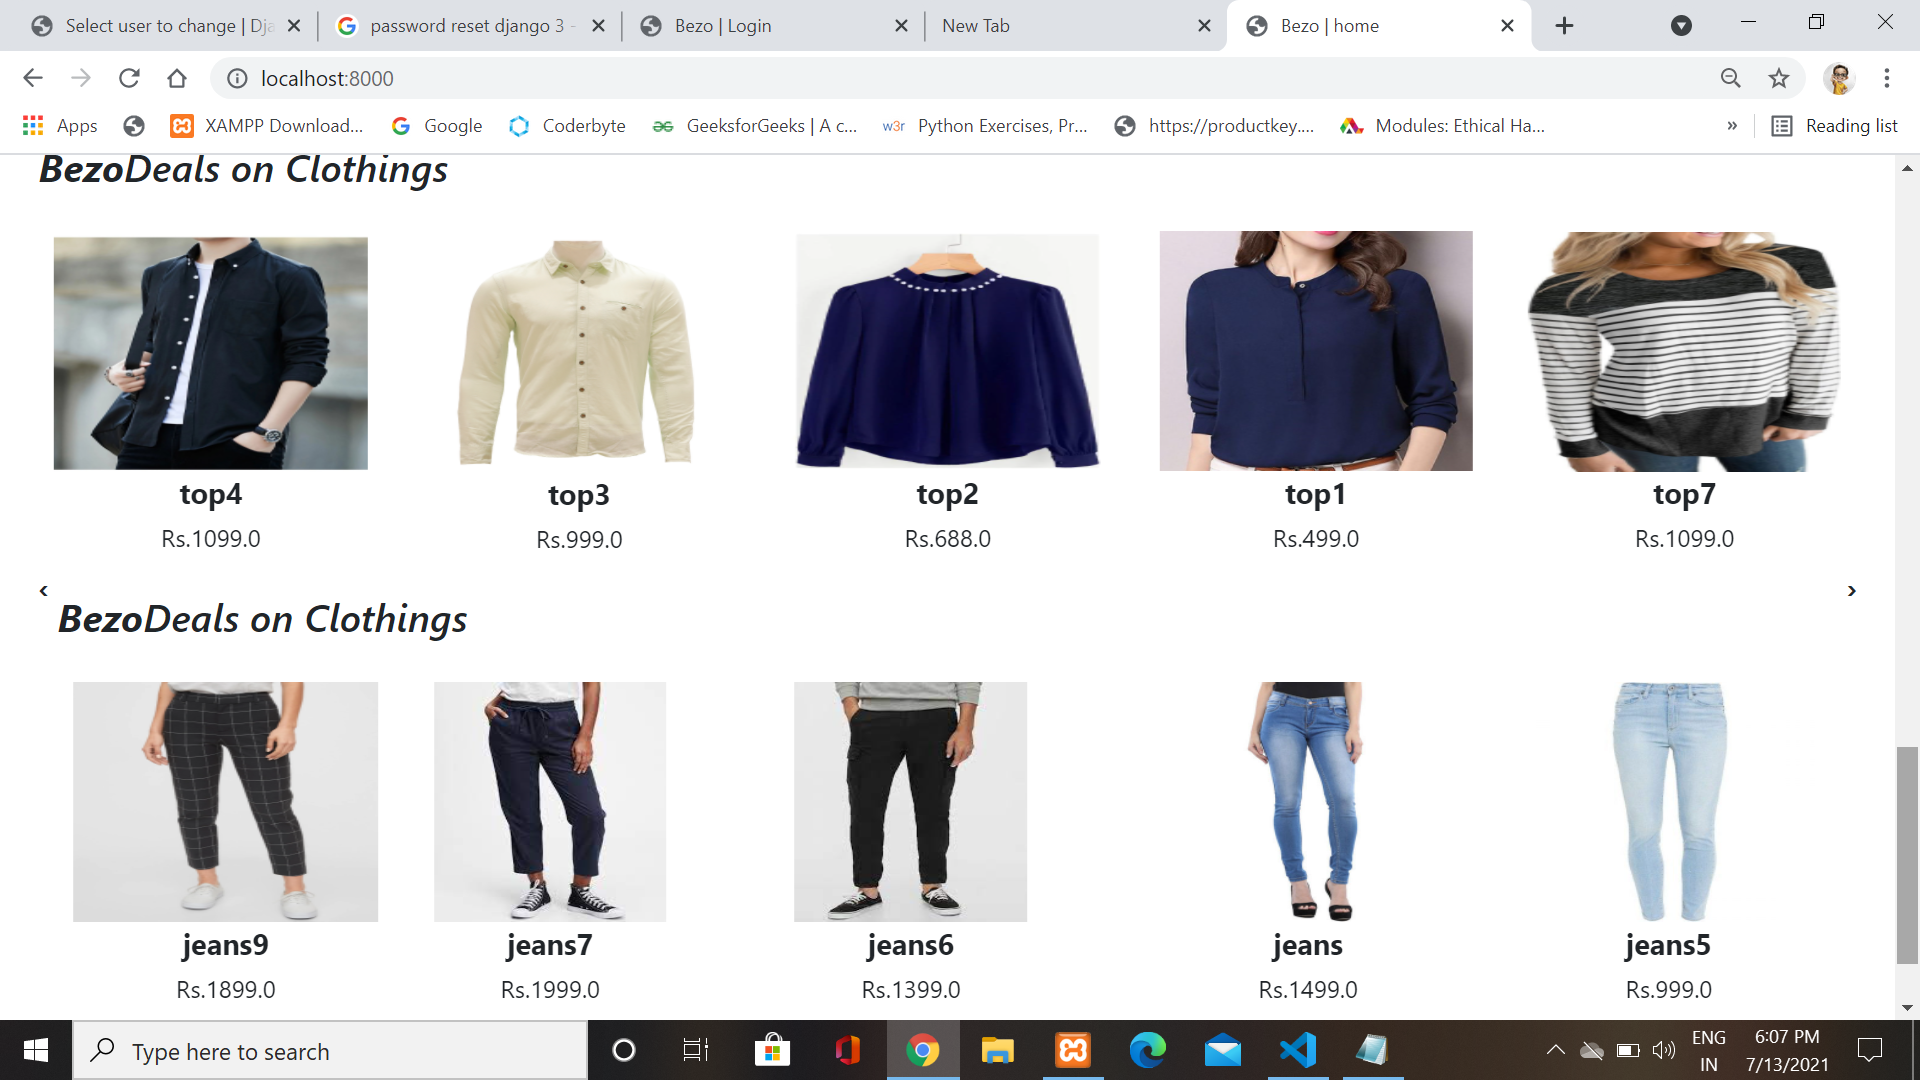 Select user to change | Dja
password reset django 3 -
Bezo | Login
New Tab
Bezo | home
localhost:8000
Apps
XAMPP Download...
Google
Coderbyte
GeeksforGeeks | A c...
w3r Python Exercises, Pr...
https://productkey....
Modules: Ethical Ha...
»
Reading list
BezoDeals on Clothings
top4
top3
top2
top1
top7
Rs.1099.0
Rs.999.0
Rs.688.0
Rs.499.0
Rs.1099.0
‹
›
BezoDeals on Clothings
jeans9
jeans7
jeans6
jeans
jeans5
Rs.1899.0
Rs.1999.0
Rs.1399.0
Rs.1499.0
Rs.999.0
Type here to search
ENG
IN
6:07 PM
7/13/2021